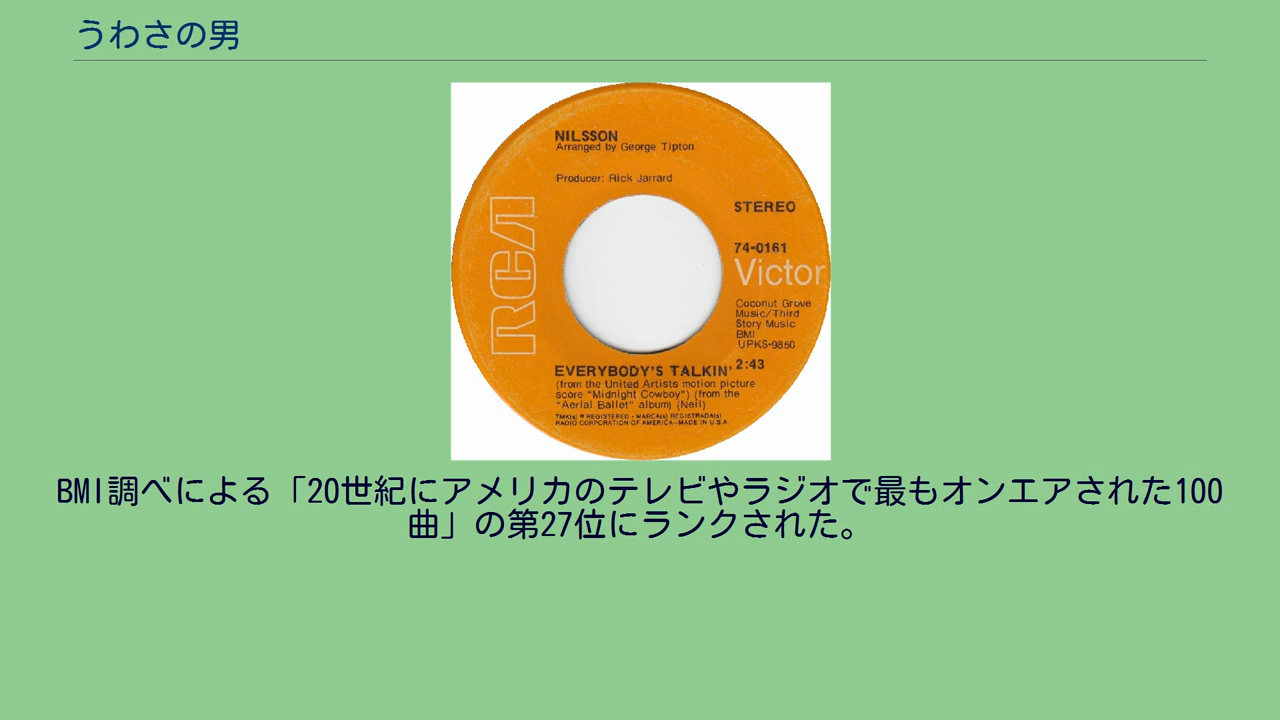 うわさの男
NILSSON
Arranged by George Tipton
Producer: Rick Jarrard
STEREO
RCA
74-0161
Victor
Coconut Grove
Music/Third
Story Music
BMI
UPKS-9850
2:43
EVERYBODY'S TALKIN'
(from the United Artists motion picture
score "Midnight Cowboy") (from the
"Aerial Ballet" album) (Neil)
TMK(s) ® REGISTERED • MARCA(s) REGISTRADA(s)
RADIO CORPORATION OF AMERICA—MADE IN U.S.A.
BMI調べによる「20世紀にアメリカのテレビやラジオで最もオンエアされた100
曲」の第27位にランクされた。